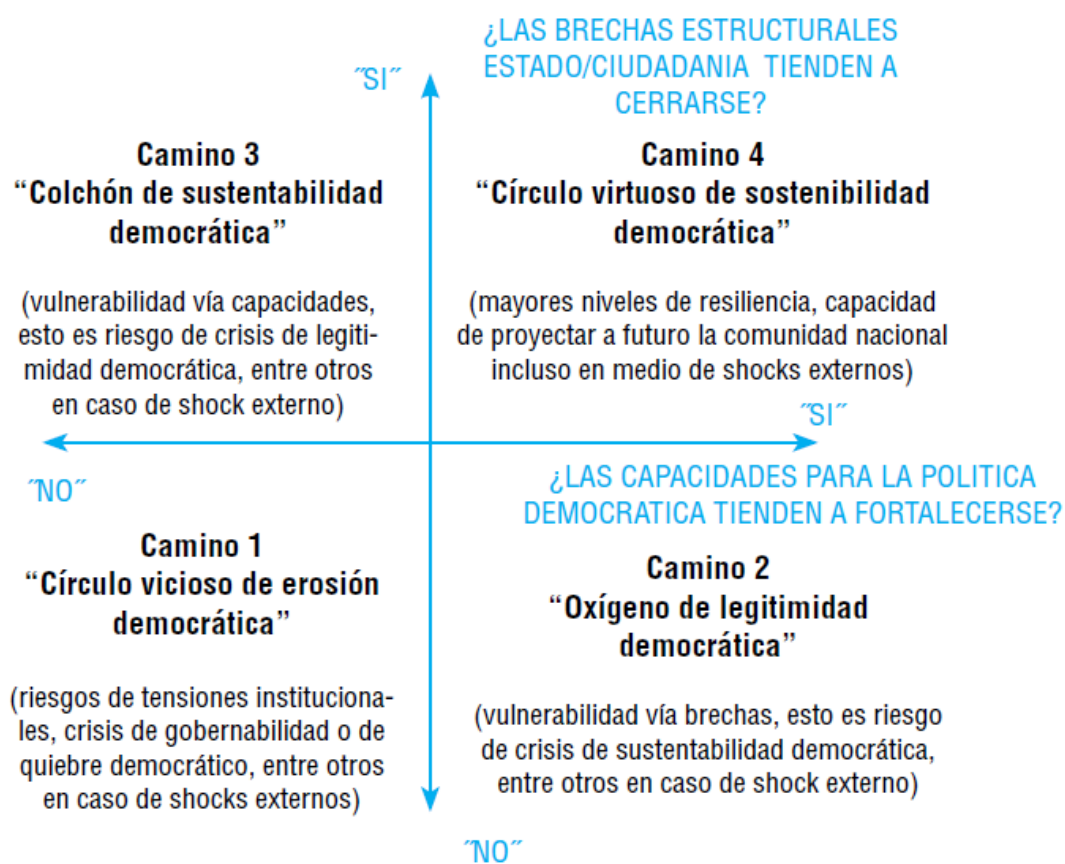 ¿LAS BRECHAS ESTRUCTURALES
ESTADO/CIUDADANIA TIENDEN A
CERRARSE?
˝SI˝
Camino 3
“Colchón de sustentabilidad
democrática”
(vulnerabilidad vía capacidades,
esto es riesgo de crisis de legiti-
midad democrática, entre otros
en caso de shock externo)
Camino 4
“Círculo virtuoso de sostenibilidad
democrática”
(mayores niveles de resiliencia, capacidad
de proyectar a futuro la comunidad nacional
incluso en medio de shocks externos)
˝SI˝
˝NO˝
¿LAS CAPACIDADES PARA LA POLITICA
DEMOCRATICA TIENDEN A FORTALECERSE?
Camino 1
“Círculo vicioso de erosión
democrática”
(riesgos de tensiones instituciona-
les, crisis de gobernabilidad o de
quiebre democrático, entre otros
en caso de shocks externos)
Camino 2
“Oxígeno de legitimidad
democrática”
(vulnerabilidad vía brechas, esto es riesgo
de crisis de sustentabilidad democrática,
entre otros en caso de shock externo)
˝NO˝